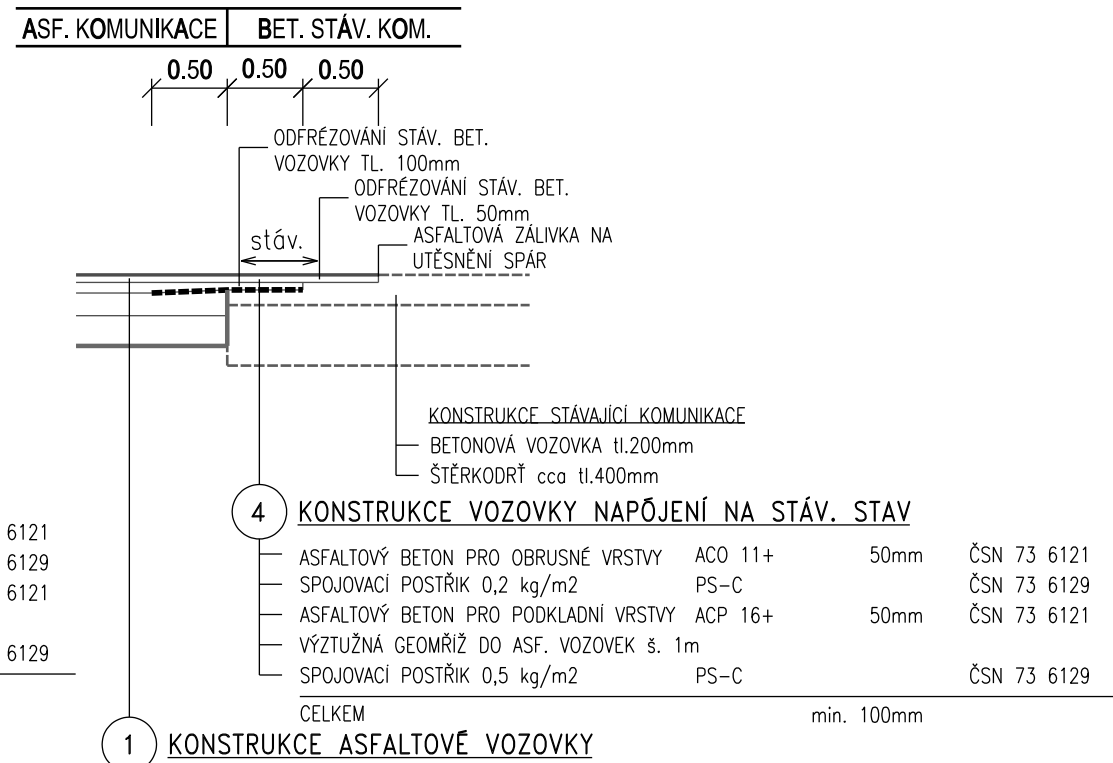 ASF. KOMUNIKACE BET. STÁV. KOM.
0.50 0.50 0.50
ODFRÉZOVÁNÍ STÁV. BET.
VOZOVKY TL. 100mm
ODFRÉZOVÁNÍ STÁV. BET.
VOZOVKY TL. 50mm
stáv.
ASFALTOVÁ ZÁLIVKA NA
UTĚSNĚNÍ SPÁR
KONSTRUKCE STÁVAJÍCÍ KOMUNIKACE
BETONOVÁ VOZOVKA tl.200mm
ŠTĚRKODRŤ cca tl.400mm
4 KONSTRUKCE VOZOVKY NAPOJENÍ NA STÁV. STAV
6121
6129
6121
6129
ASFALTOVÝ BETON PRO OBRUSNÉ VRSTVY ACO 11+ 50mm ČSN 73 6121
SPOJOVACÍ POSTŘIK 0,2 kg/m2 PS-C ČSN 73 6129
ASFALTOVÝ BETON PRO PODKLADNÍ VRSTVY ACP 16+ 50mm ČSN 73 6121
VÝZTUŽNÁ GEOMŘÍŽ DO ASF. VOZOVEK š. 1m
SPOJOVACÍ POSTŘIK 0,5 kg/m2 PS-C ČSN 73 6129
CELKEM min. 100mm
1 KONSTRUKCE ASFALTOVÉ VOZOVKY